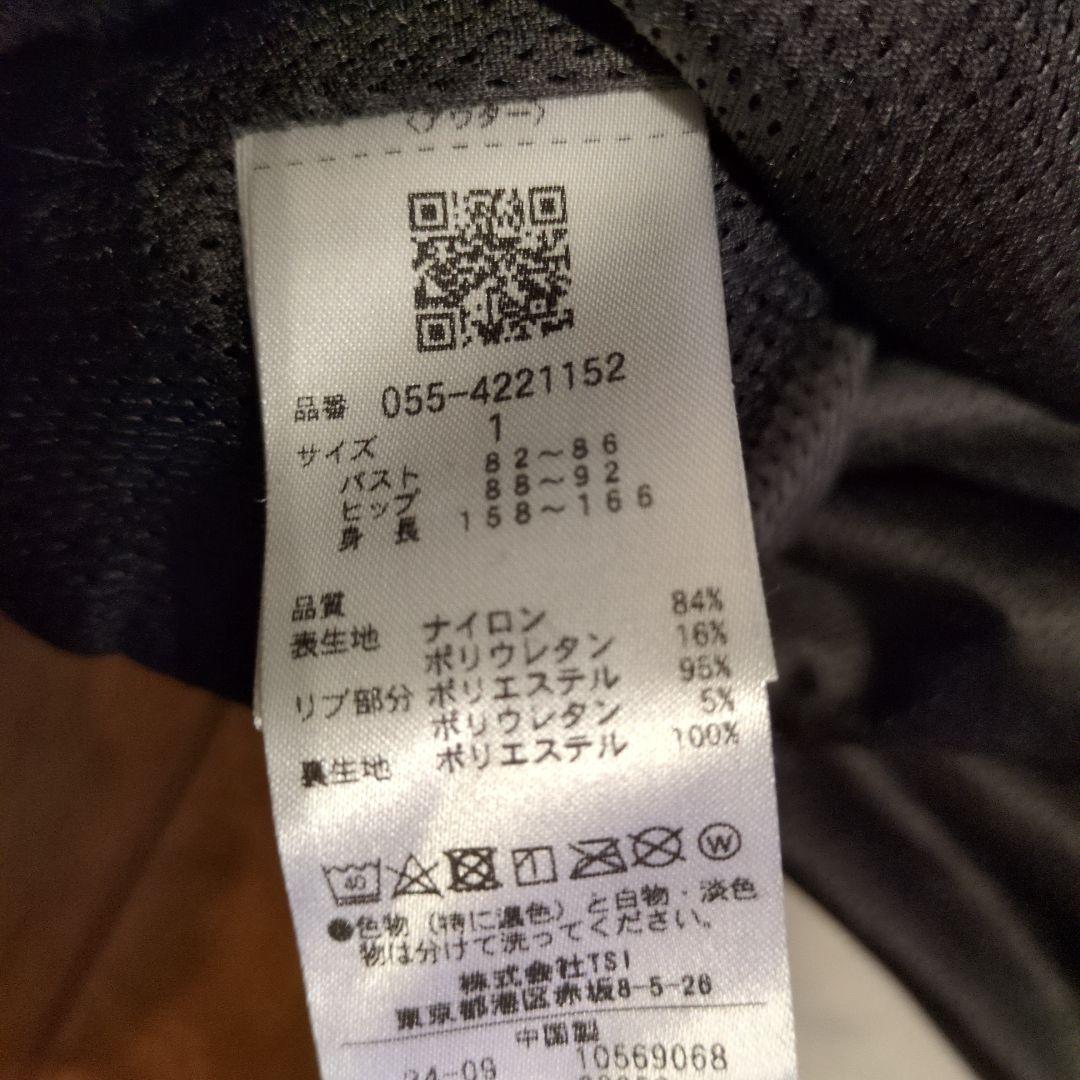 〈アウター〉
品番 055-4221152
サイズ 1
バスト 82～86
ヒップ 88～92
身長 158～166
品質
表生地 ナイロン 84%
ポリウレタン 16%
リブ部分 ポリエステル 95%
ポリウレタン 5%
裏生地 ポリエステル 100%
40
W
●色物（特に濃色）と白物・淡色
物は分けて洗ってください。
株式会社TSI
東京都港区赤坂8-5-26
中国製
24-09 10569068